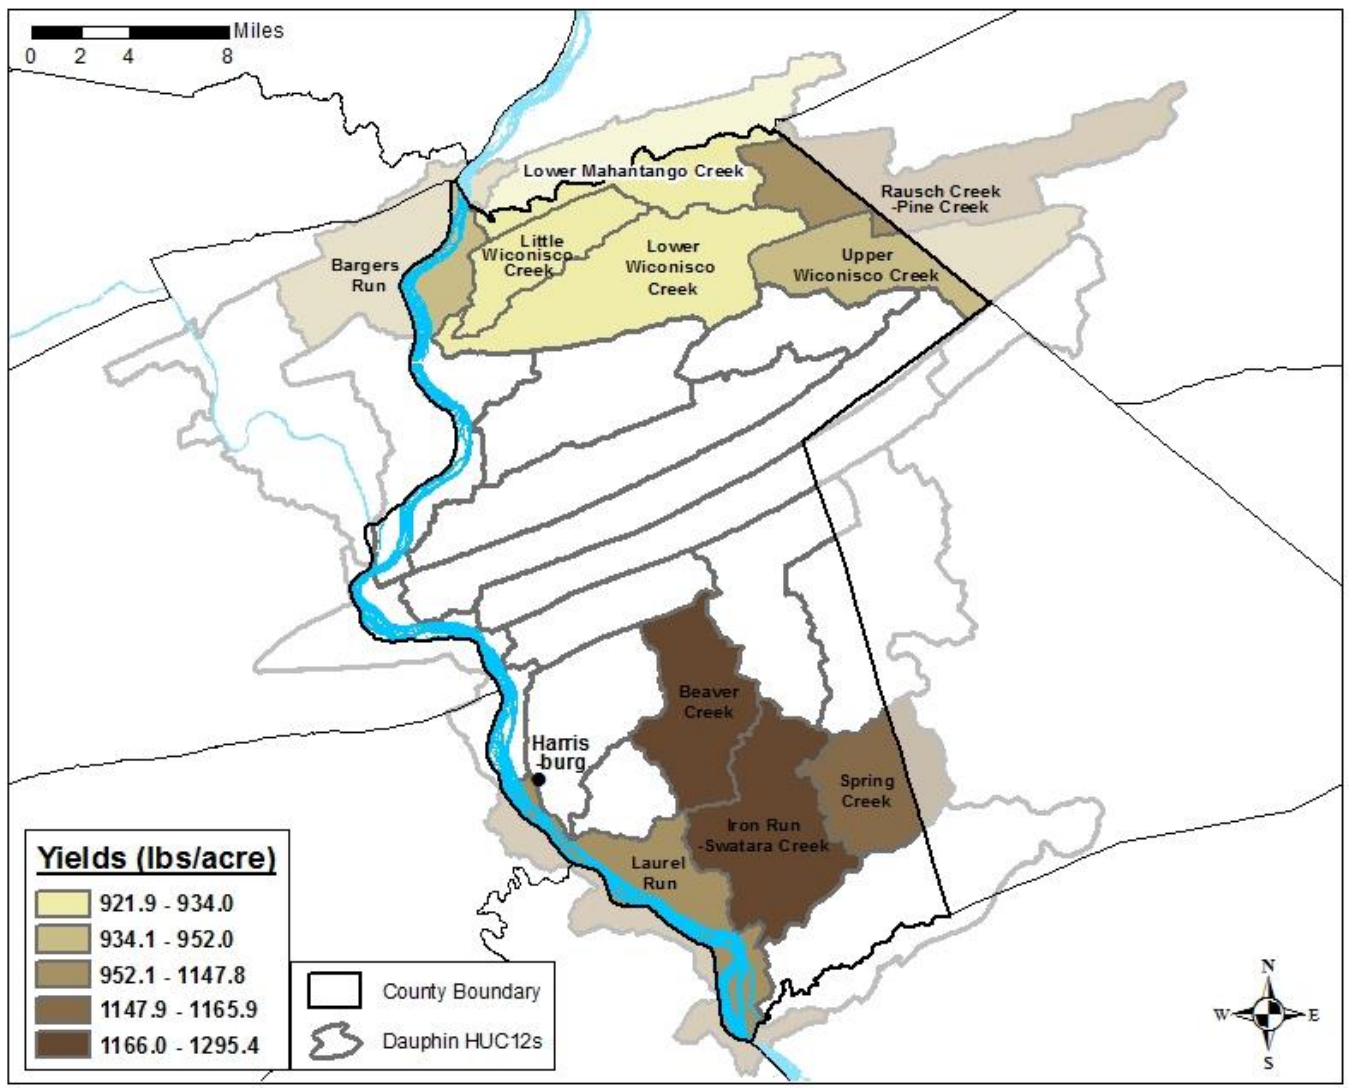 Miles
0 2 4 8
Lower Mahantango Creek
Rausch Creek
-Pine Creek
Little
Wiconisco
Creek
Lower
Wiconisco
Creek
Upper
Wiconisco Creek
Bargers
Run
Beaver
Creek
Harris
-burg
Spring
Creek
Iron Run
-Swatara Creek
Laurel
Run
Yields (lbs/acre)
921.9 - 934.0
934.1 - 952.0
952.1 - 1147.8
1147.9 - 1165.9
1166.0 - 1295.4
County Boundary
Dauphin HUC12s
N
W E
S